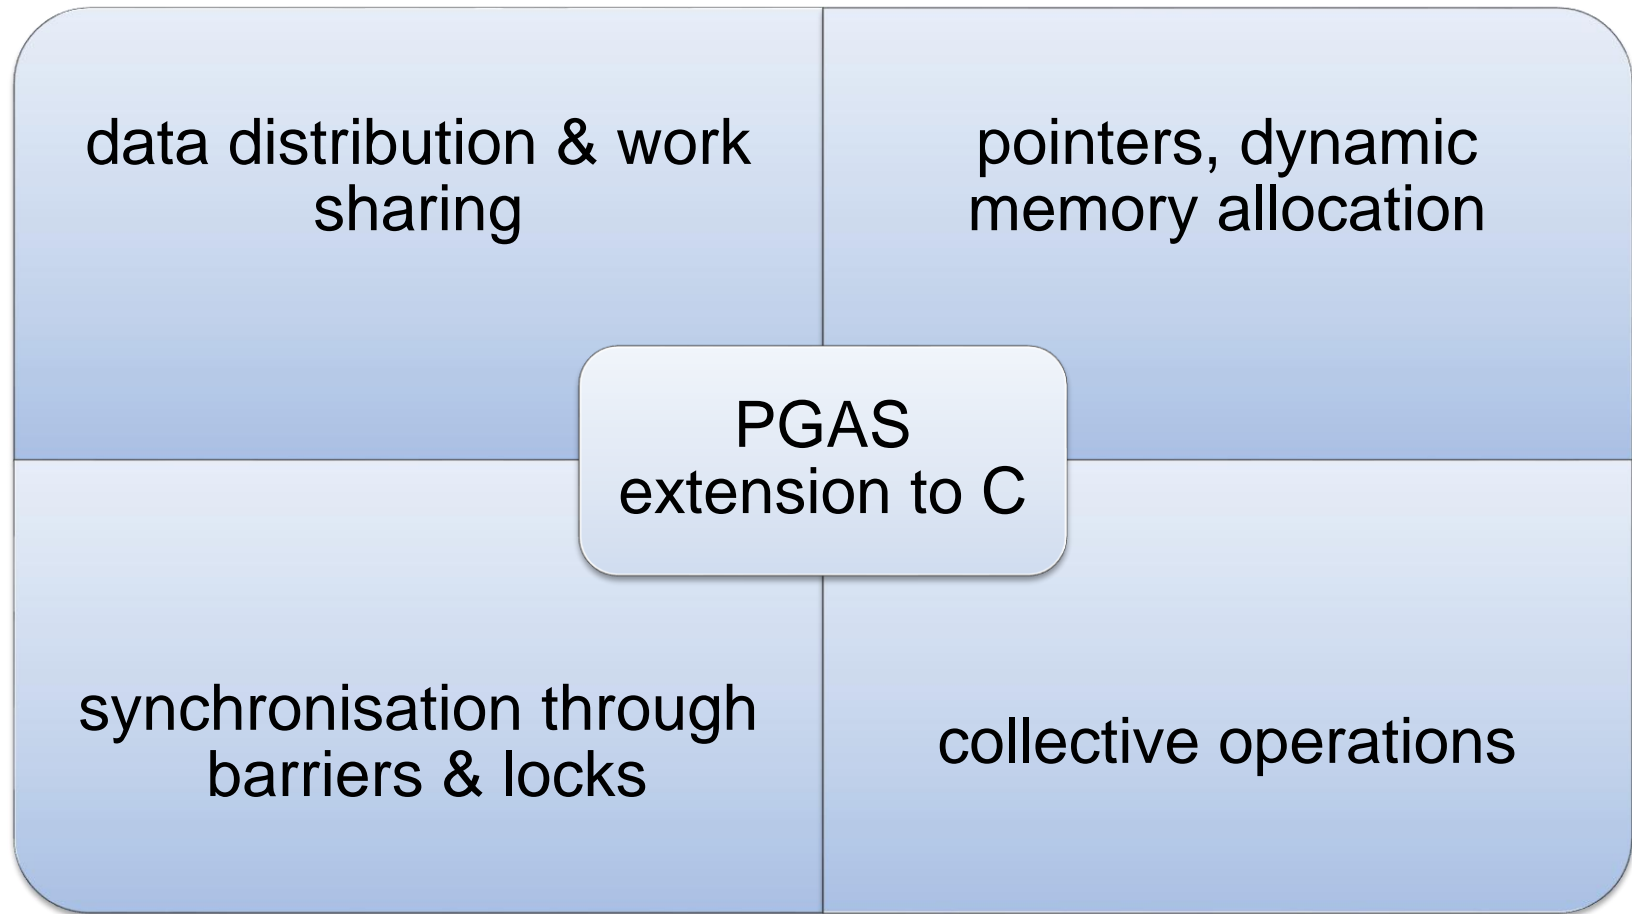 data distribution & work
sharing
pointers, dynamic
memory allocation
PGAS
extension to C
synchronisation through
barriers & locks
collective operations